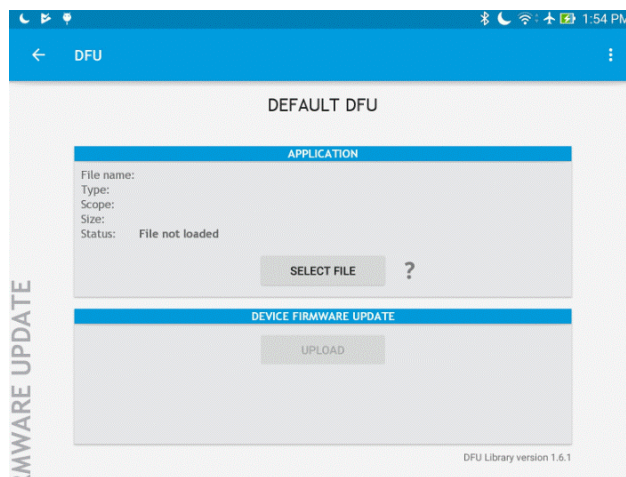 1:54 PM
DFU
DEFAULT DFU
APPLICATION
File name:
Type:
Scope:
Size:
Status: File not loaded
SELECT FILE ?
DEVICE FIRMWARE UPDATE
UPLOAD
MWARE UPDATE
DFU Library version 1.6.1